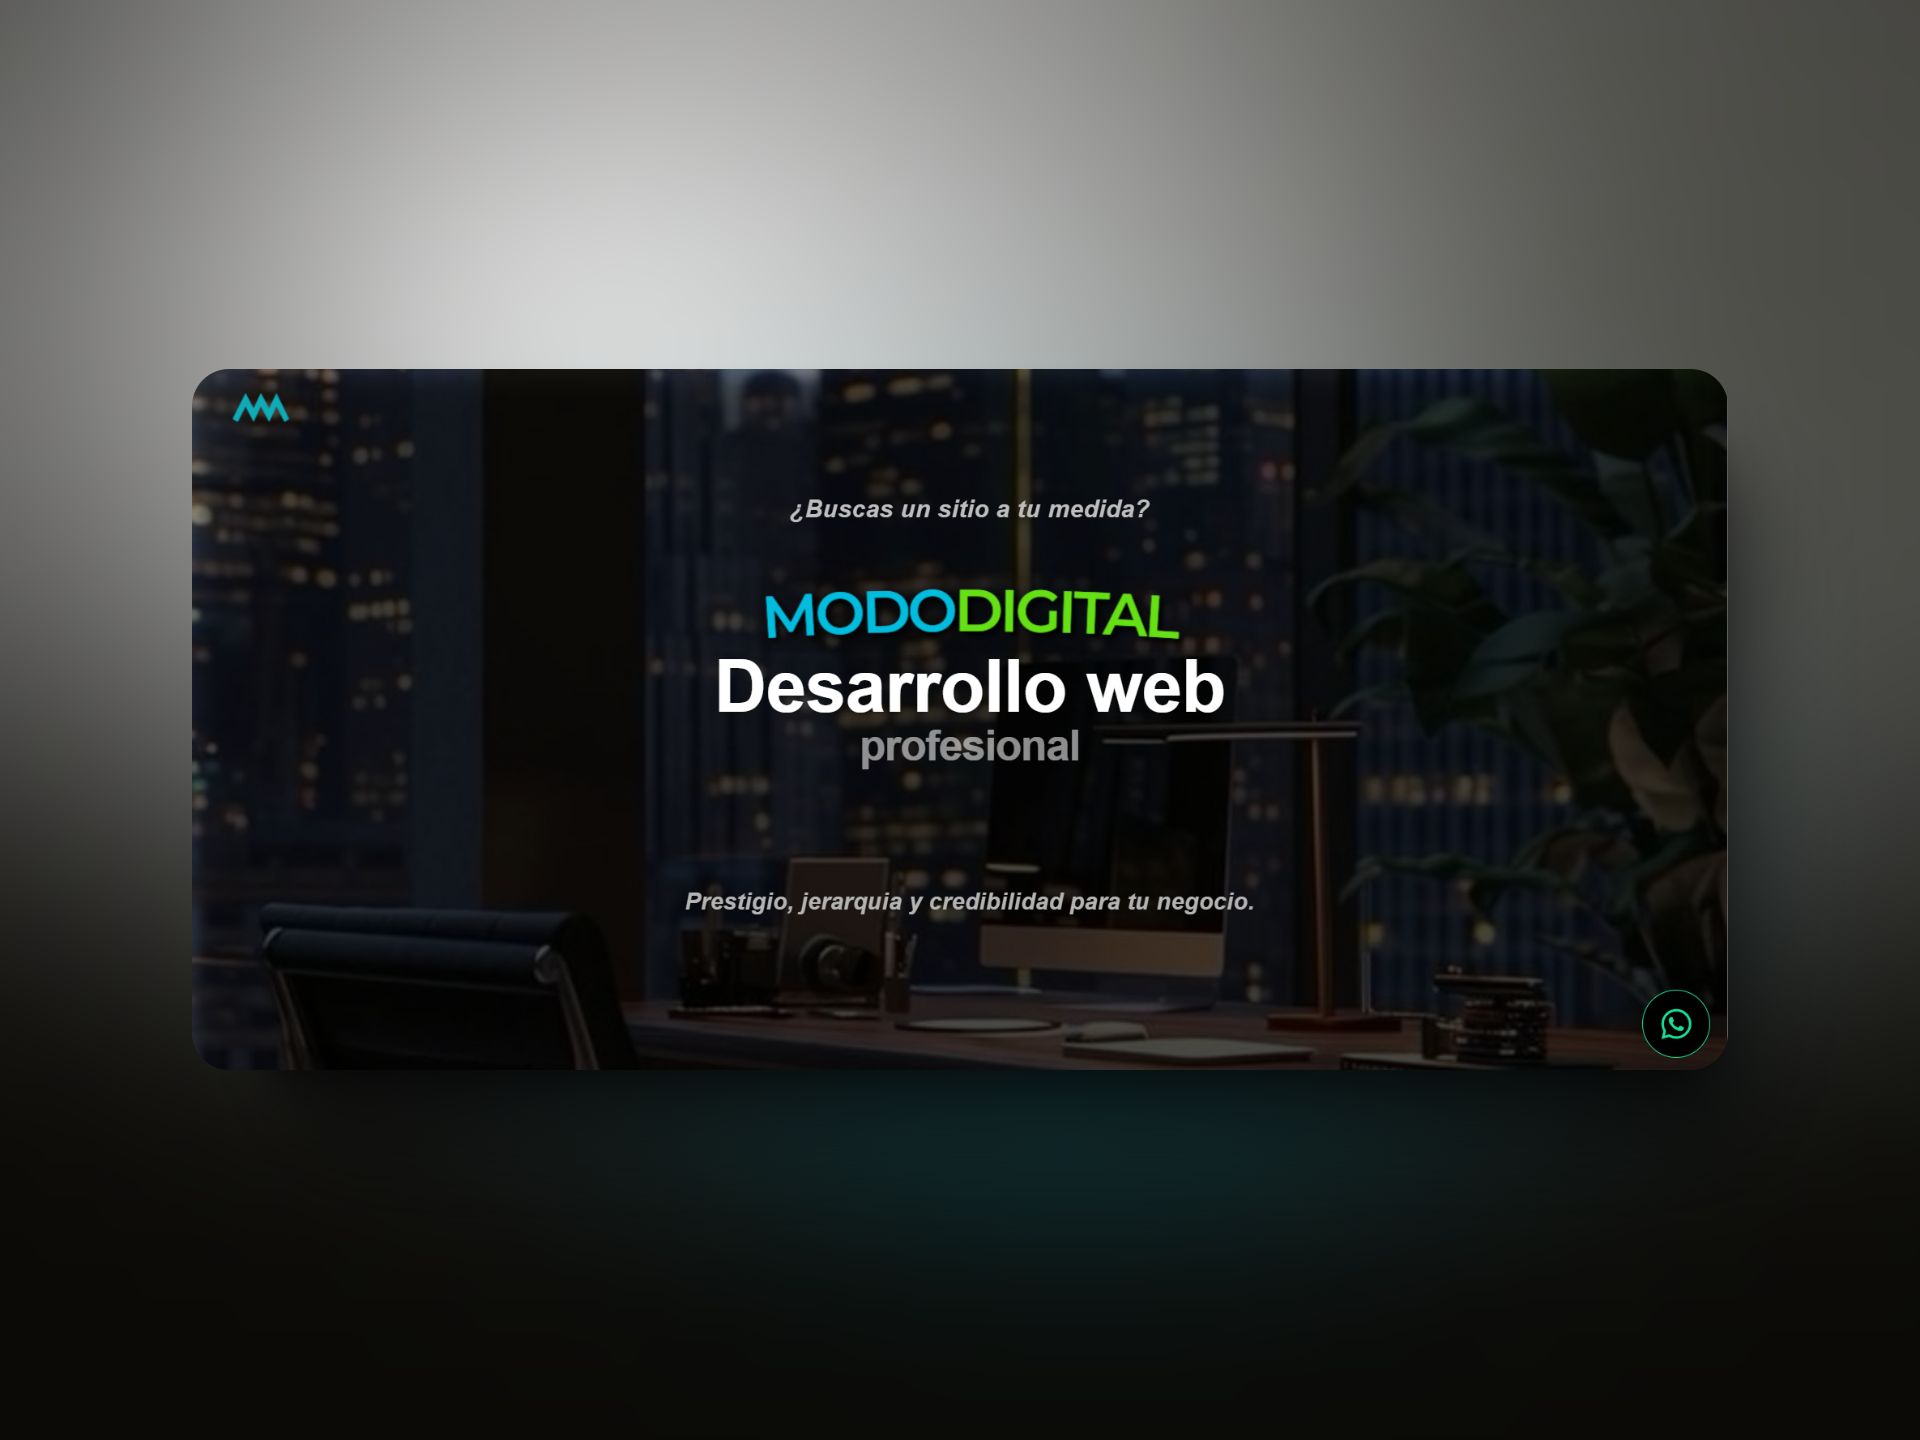 ¿Buscas un sitio a tu medida?
MODODIGITAL
Desarrollo web
profesional
Prestigio, jerarquia y credibilidad para tu negocio.